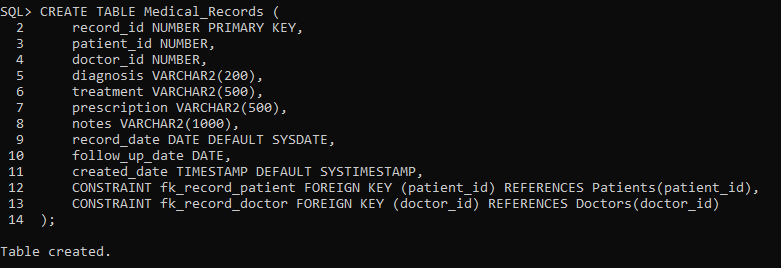 SQL> CREATE TABLE Medical_Records (
  2      record_id NUMBER PRIMARY KEY,
  3      patient_id NUMBER,
  4      doctor_id NUMBER,
  5      diagnosis VARCHAR2(200),
  6      treatment VARCHAR2(500),
  7      prescription VARCHAR2(500),
  8      notes VARCHAR2(1000),
  9      record_date DATE DEFAULT SYSDATE,
 10      follow_up_date DATE,
 11      created_date TIMESTAMP DEFAULT SYSTIMESTAMP,
 12      CONSTRAINT fk_record_patient FOREIGN KEY (patient_id) REFERENCES Patients(patient_id),
 13      CONSTRAINT fk_record_doctor FOREIGN KEY (doctor_id) REFERENCES Doctors(doctor_id)
 14  );
Table created.